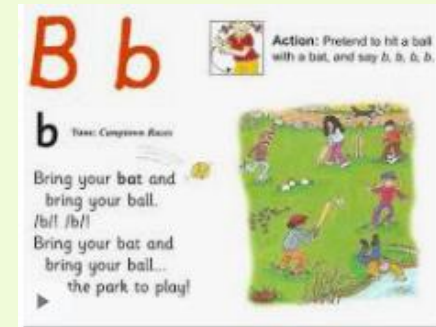 B b
Action: Pretend to hit a ball
with a bat, and say b, b, b, b.
b
Tune: Camptown Races
Bring your bat and
bring your ball.
/b/! /b/!
Bring your bat and
bring your ball...
the park to play!